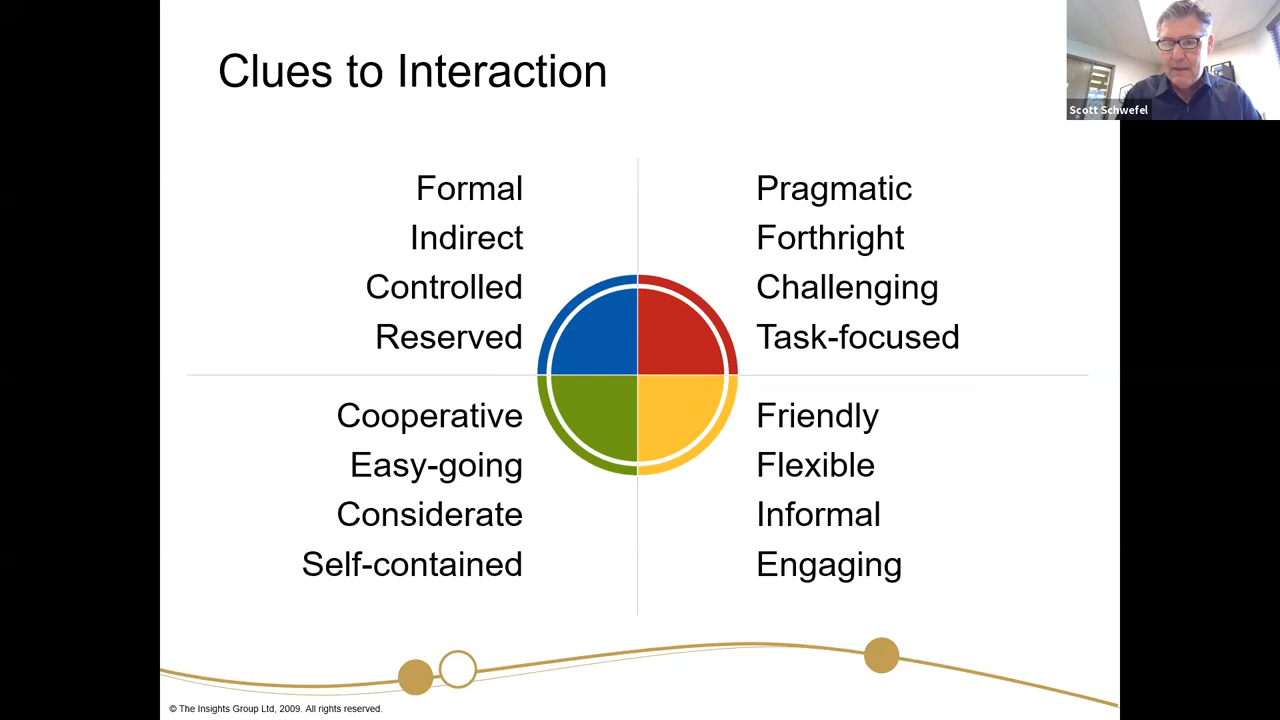 Clues to Interaction
Scott Schwefel
Formal
Indirect
Controlled
Reserved
Pragmatic
Forthright
Challenging
Task-focused
Cooperative
Easy-going
Considerate
Self-contained
Friendly
Flexible
Informal
Engaging
© The Insights Group Ltd, 2009. All rights reserved.